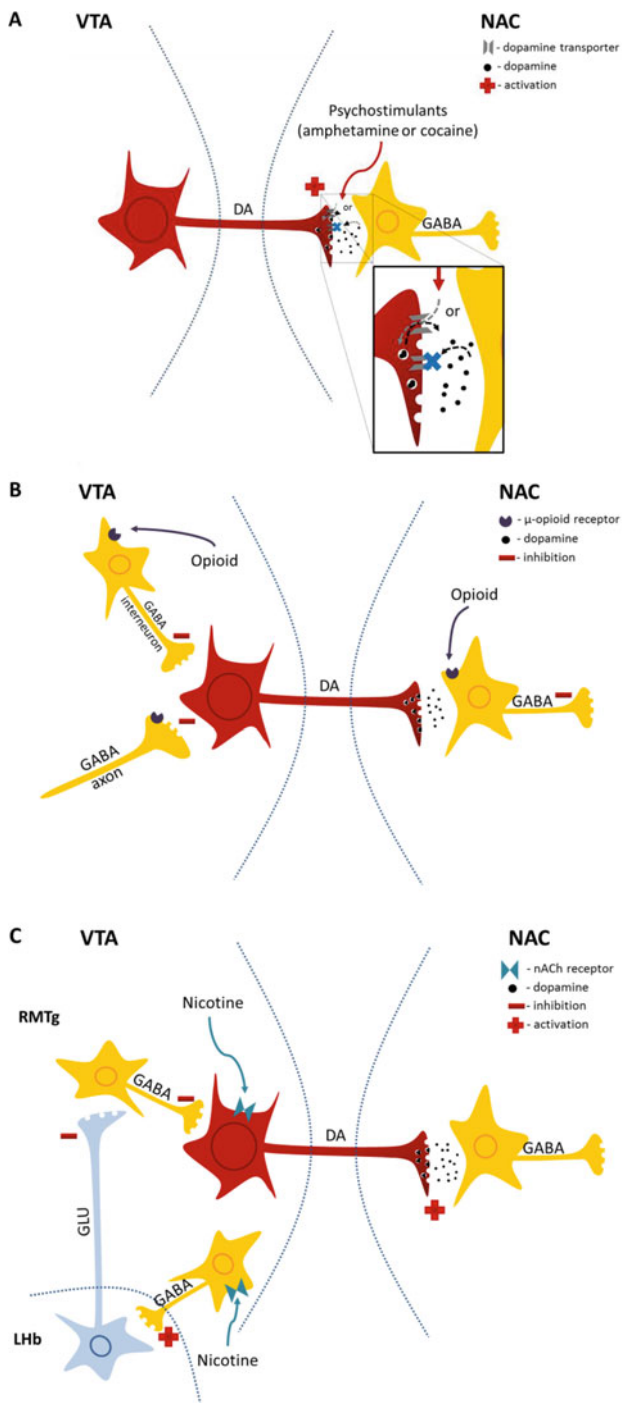 A
VTA
NAC
- dopamine transporter
- dopamine
- activation
Psychostimulants
(amphetamine or cocaine)
DA
or
GABA
or
B
VTA
NAC
- μ-opioid receptor
- dopamine
- inhibition
Opioid
Opioid
GABA
interneuron
DA
GABA
GABA
axon
C
VTA
NAC
- nACh receptor
- dopamine
- inhibition
- activation
RMTg
Nicotine
GABA
DA
GABA
GLU
GABA
LHb
Nicotine